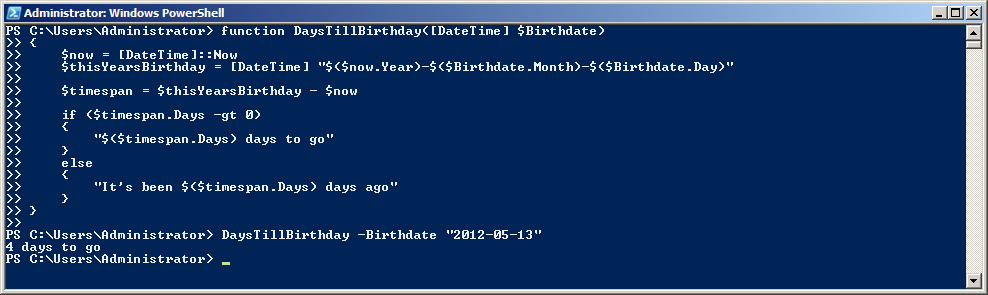 Administrator: Windows PowerShell
PS C:\Users\Administrator> function DaysTillBirthday([DateTime] $Birthdate)
>> {
>>     $now = [DateTime]::Now
>>     $thisYearsBirthday = [DateTime] "$($now.Year)-$($Birthdate.Month)-$($Birthdate.Day)"
>>
>>     $timespan = $thisYearsBirthday - $now
>>
>>     if ($timespan.Days -gt 0)
>>     {
>>         "$($timespan.Days) days to go"
>>     }
>>     else
>>     {
>>         "It's been $($timespan.Days) days ago"
>>     }
>> }
>>
PS C:\Users\Administrator> DaysTillBirthday -Birthdate "2012-05-13"
4 days to go
PS C:\Users\Administrator> _